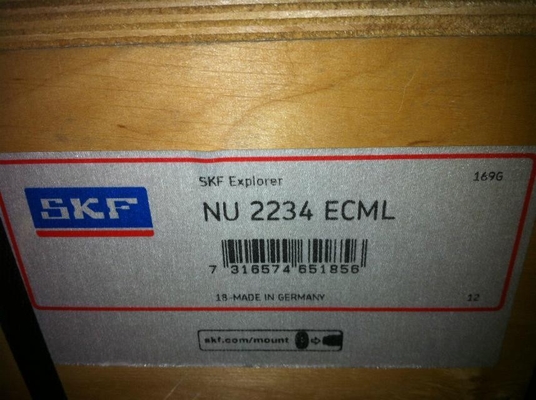 SKF Explorer
169G
SKF
NU 2234 ECML
7 316574 651856
18-MADE IN GERMANY
12
skf.com/mount